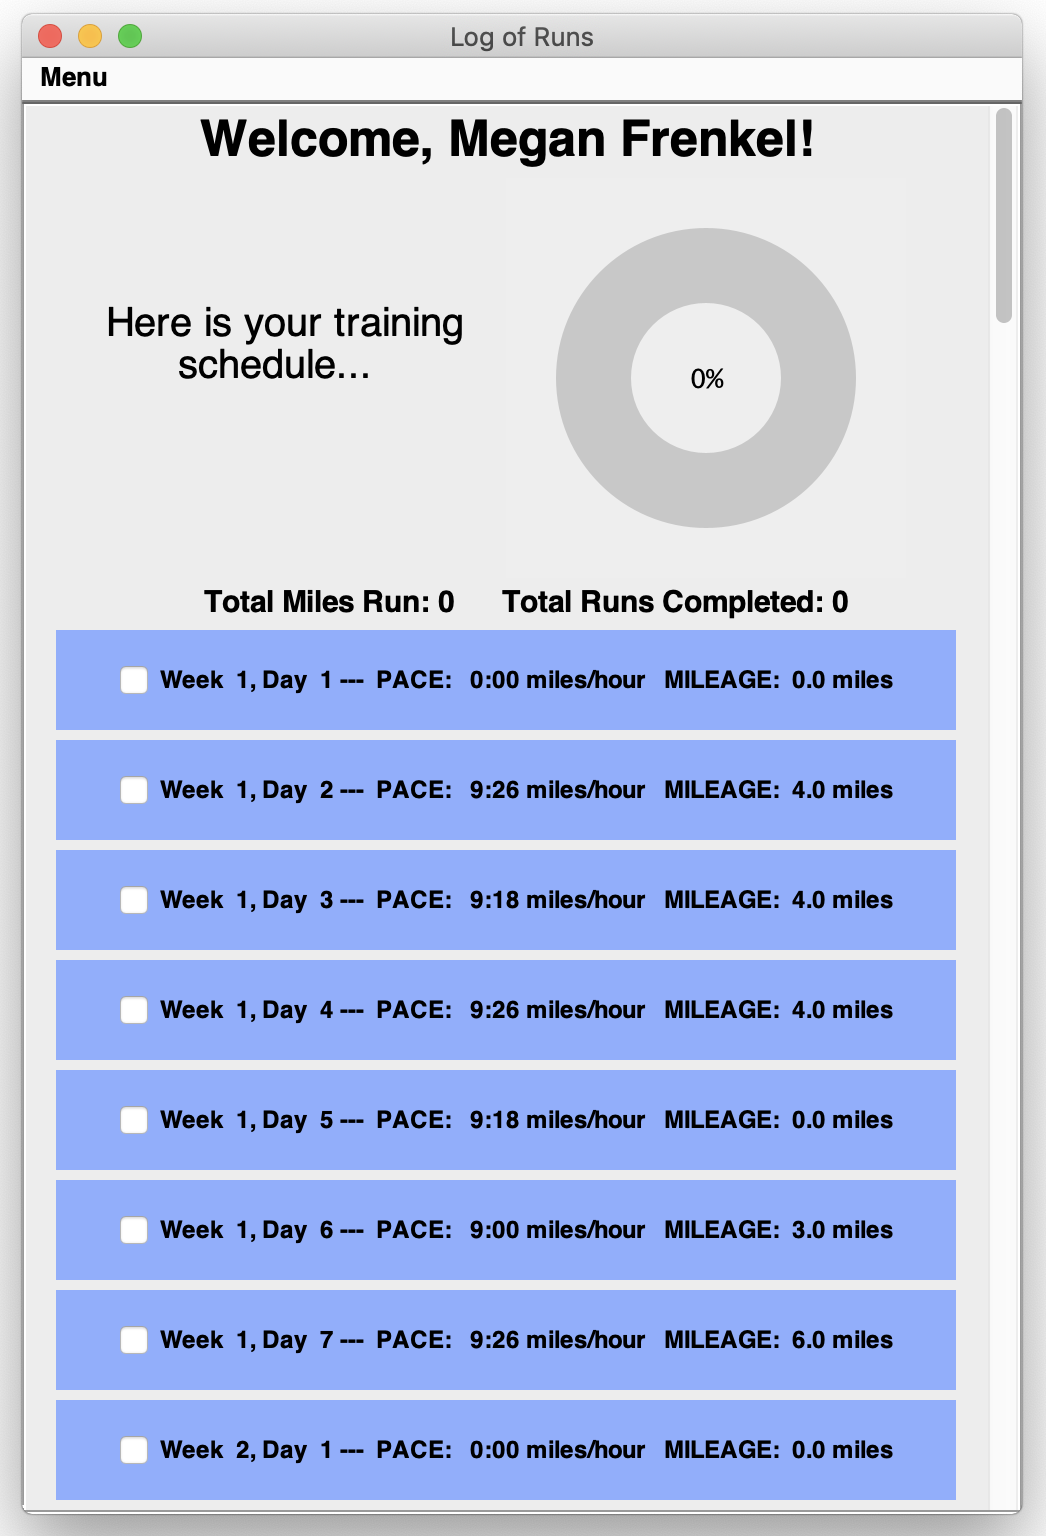 Log of Runs
Menu
Welcome, Megan Frenkel!
Here is your training
schedule...
0%
Total Miles Run: 0 Total Runs Completed: 0
Week 1, Day 1 --- PACE: 0:00 miles/hour MILEAGE: 0.0 miles
Week 1, Day 2 --- PACE: 9:26 miles/hour MILEAGE: 4.0 miles
Week 1, Day 3 --- PACE: 9:18 miles/hour MILEAGE: 4.0 miles
Week 1, Day 4 --- PACE: 9:26 miles/hour MILEAGE: 4.0 miles
Week 1, Day 5 --- PACE: 9:18 miles/hour MILEAGE: 0.0 miles
Week 1, Day 6 --- PACE: 9:00 miles/hour MILEAGE: 3.0 miles
Week 1, Day 7 --- PACE: 9:26 miles/hour MILEAGE: 6.0 miles
Week 2, Day 1 --- PACE: 0:00 miles/hour MILEAGE: 0.0 miles